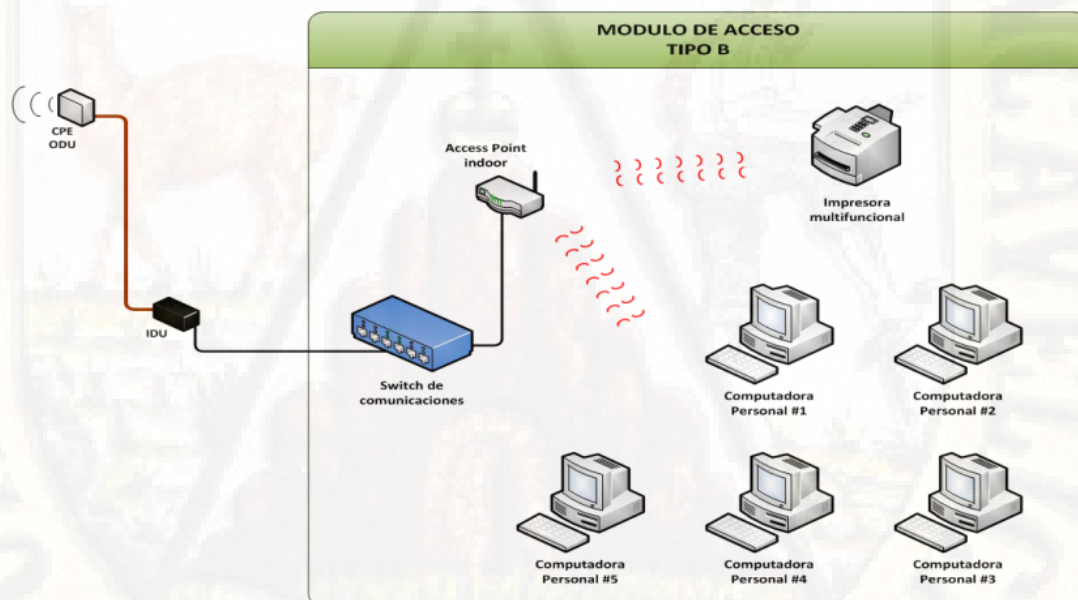 MODULO DE ACCESO
TIPO B
CPE
ODU
Access Point
indoor
Impresora
multifuncional
IDU
Switch de
comunicaciones
Computadora
Personal #1
Computadora
Personal #2
Computadora
Personal #5
Computadora
Personal #4
Computadora
Personal #3